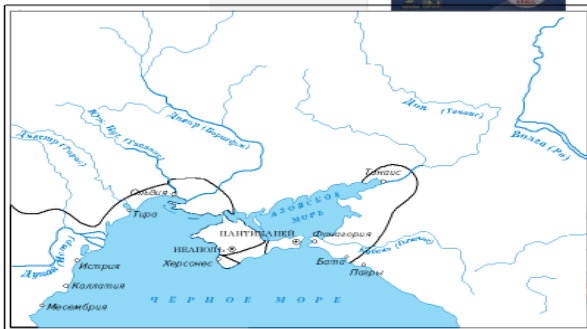 Дон (Танаис)
Волга (Ра)
Днепр (Борисфен)
Юж. Буг (Гипанис)
Днестр (Тирас)
Танаис
Ольвия
Тира
АЗОВСКОЕ
МОРЕ
ПАНТИКАПЕЙ
Фанагория
НЕАПОЛЬ
Херсонес
Бата
Пагры
Дунай (Истр)
Истрия
Каллатия
Месембрия
ЧЁРНОЕ МОРЕ